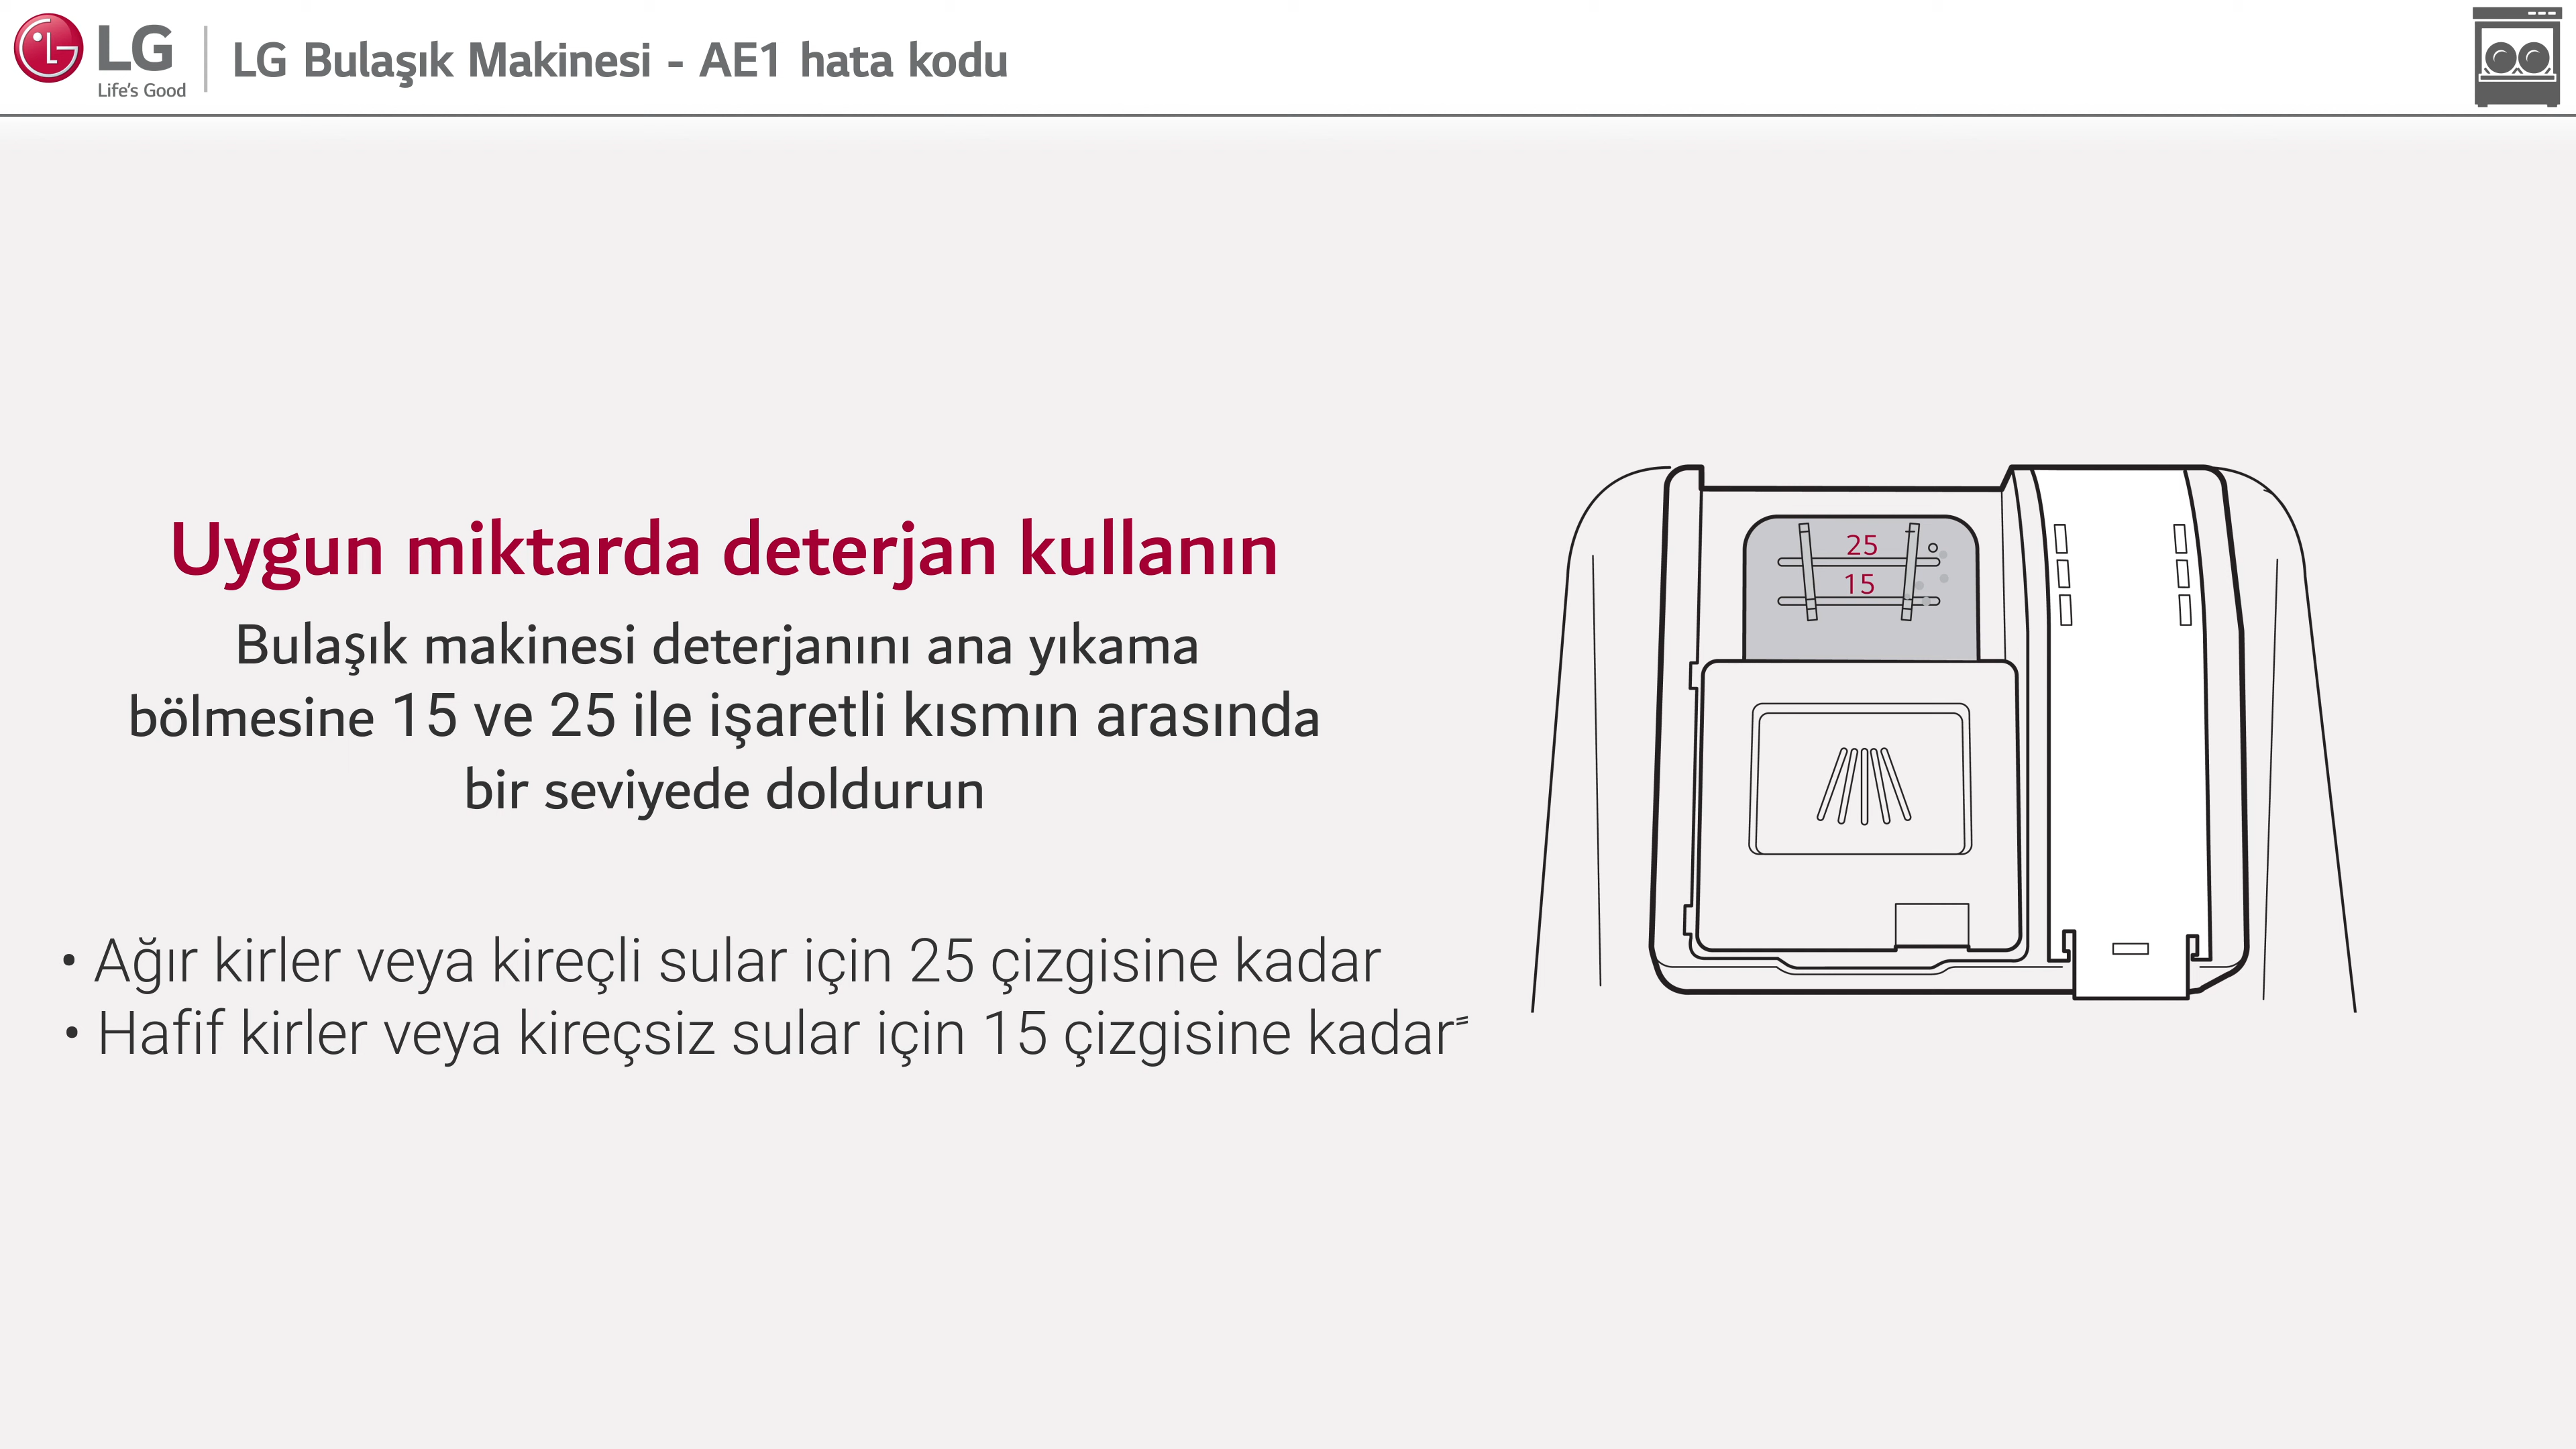 LG
Life's Good
LG Bulaşık Makinesi - AE1 hata kodu
Uygun miktarda deterjan kullanın
Bulaşık makinesi deterjanını ana yıkama
bölmesine 15 ve 25 ile işaretli kısmın arasında
bir seviyede doldurun
• Ağır kirler veya kireçli sular için 25 çizgisine kadar
• Hafif kirler veya kireçsiz sular için 15 çizgisine kadar
25
15